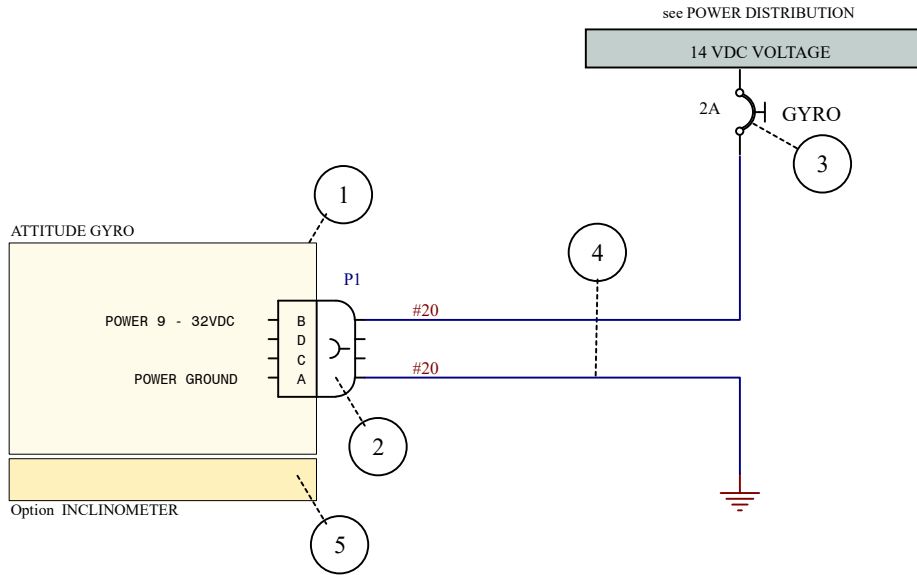 see POWER DISTRIBUTION
14 VDC VOLTAGE
2A
GYRO
3
1
ATTITUDE GYRO
4
P1
POWER 9 - 32VDC
B
#20
D
C
POWER GROUND
A
#20
2
Option INCLINOMETER
5